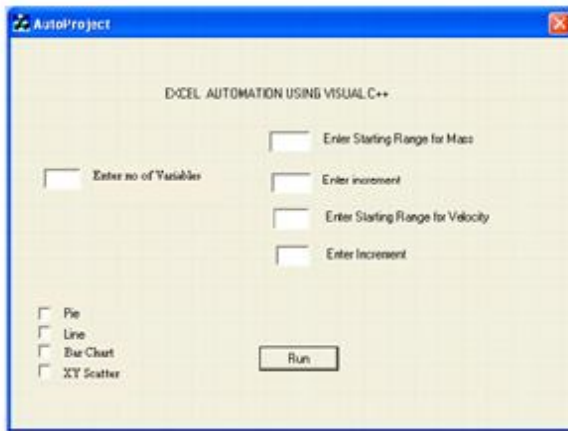 AutoProject
EXCEL AUTOMATION USING VISUAL C++
Enter Starting Range for Mass
Enter no of Variables
Enter increment
Enter Starting Range for Velocity
Enter Increment
Pie
Line
Bar Chart
XY Scatter
Run